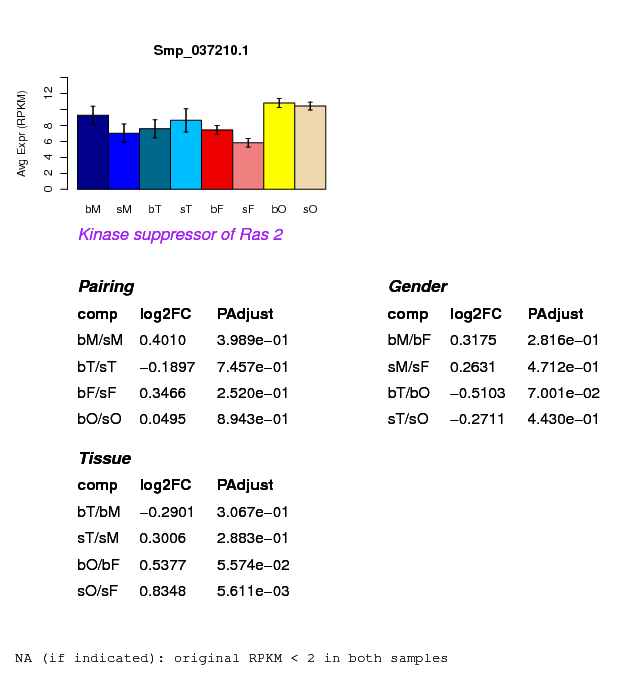 Smp_037210.1
Avg Expr (RPKM)
0 2 4 6 8 12
bM sM bT sT bF sF bO sO
Kinase suppressor of Ras 2
Pairing
comp log2FC PAdjust
bM/sM 0.4010 3.989e−01
bT/sT −0.1897 7.457e−01
bF/sF 0.3466 2.520e−01
bO/sO 0.0495 8.943e−01
Gender
comp log2FC PAdjust
bM/bF 0.3175 2.816e−01
sM/sF 0.2631 4.712e−01
bT/bO −0.5103 7.001e−02
sT/sO −0.2711 4.430e−01
Tissue
comp log2FC PAdjust
bT/bM −0.2901 3.067e−01
sT/sM 0.3006 2.883e−01
bO/bF 0.5377 5.574e−02
sO/sF 0.8348 5.611e−03
NA (if indicated): original RPKM < 2 in both samples